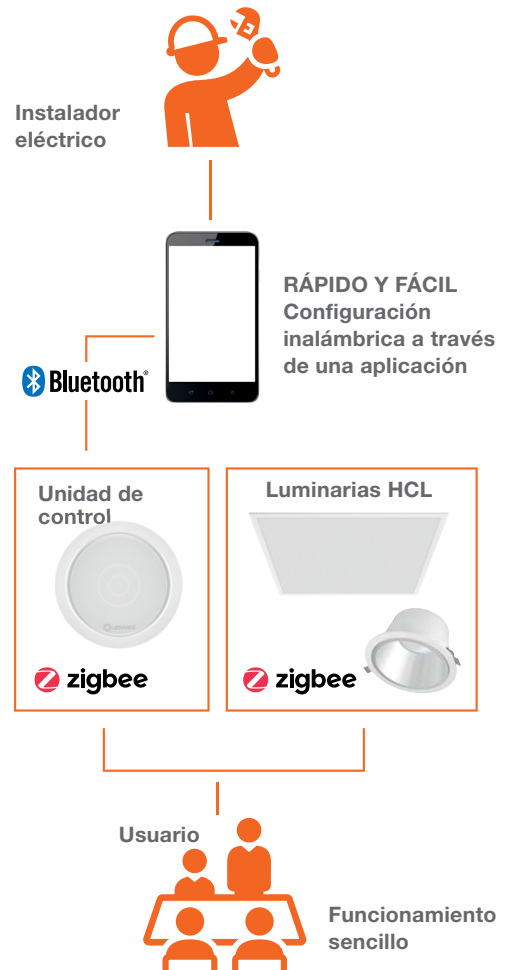 Instalador
eléctrico
RÁPIDO Y FÁCIL
Configuración
inalámbrica a través
de una aplicación
Bluetooth®
Unidad de
control
Luminarias HCL
zigbee
zigbee
Usuario
Funcionamiento
sencillo